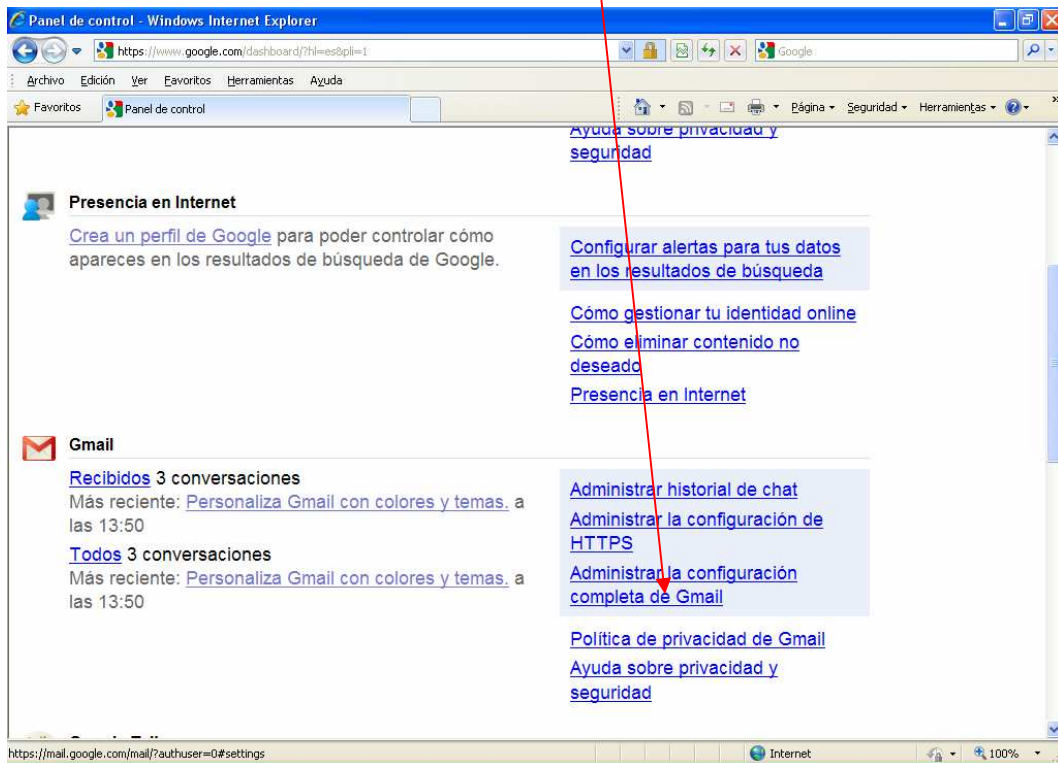 Panel de control - Windows Internet Explorer
https://www.google.com/dashboard/?hl=es&pli=1
Google
Archivo Edición Ver Favoritos Herramientas Ayuda
Favoritos Panel de control Página Seguridad Herramientas
Ayuda sobre privacidad y
seguridad
Presencia en Internet
Crea un perfil de Google para poder controlar cómo
apareces en los resultados de búsqueda de Google.
Configurar alertas para tus datos
en los resultados de búsqueda
Cómo gestionar tu identidad online
Cómo eliminar contenido no
deseado
Presencia en Internet
Gmail
Recibidos 3 conversaciones
Más reciente: Personaliza Gmail con colores y temas. a
las 13:50
Todos 3 conversaciones
Más reciente: Personaliza Gmail con colores y temas. a
las 13:50
Administrar historial de chat
Administrar la configuración de
HTTPS
Administrar la configuración
completa de Gmail
Política de privacidad de Gmail
Ayuda sobre privacidad y
seguridad
https://mail.google.com/mail/?authuser=0#settings Internet 100%